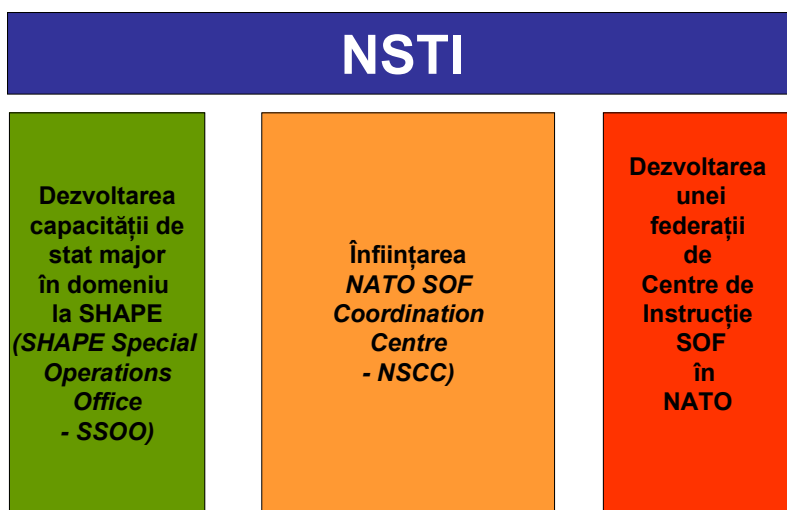 NSTI
Dezvoltarea
capacității de
stat major
în domeniu
la SHAPE
(SHAPE Special
Operations
Office
- SSOO)
Înființarea
NATO SOF
Coordination
Centre
- NSCC)
Dezvoltarea
unei
federații
de
Centre de
Instrucție
SOF
în
NATO